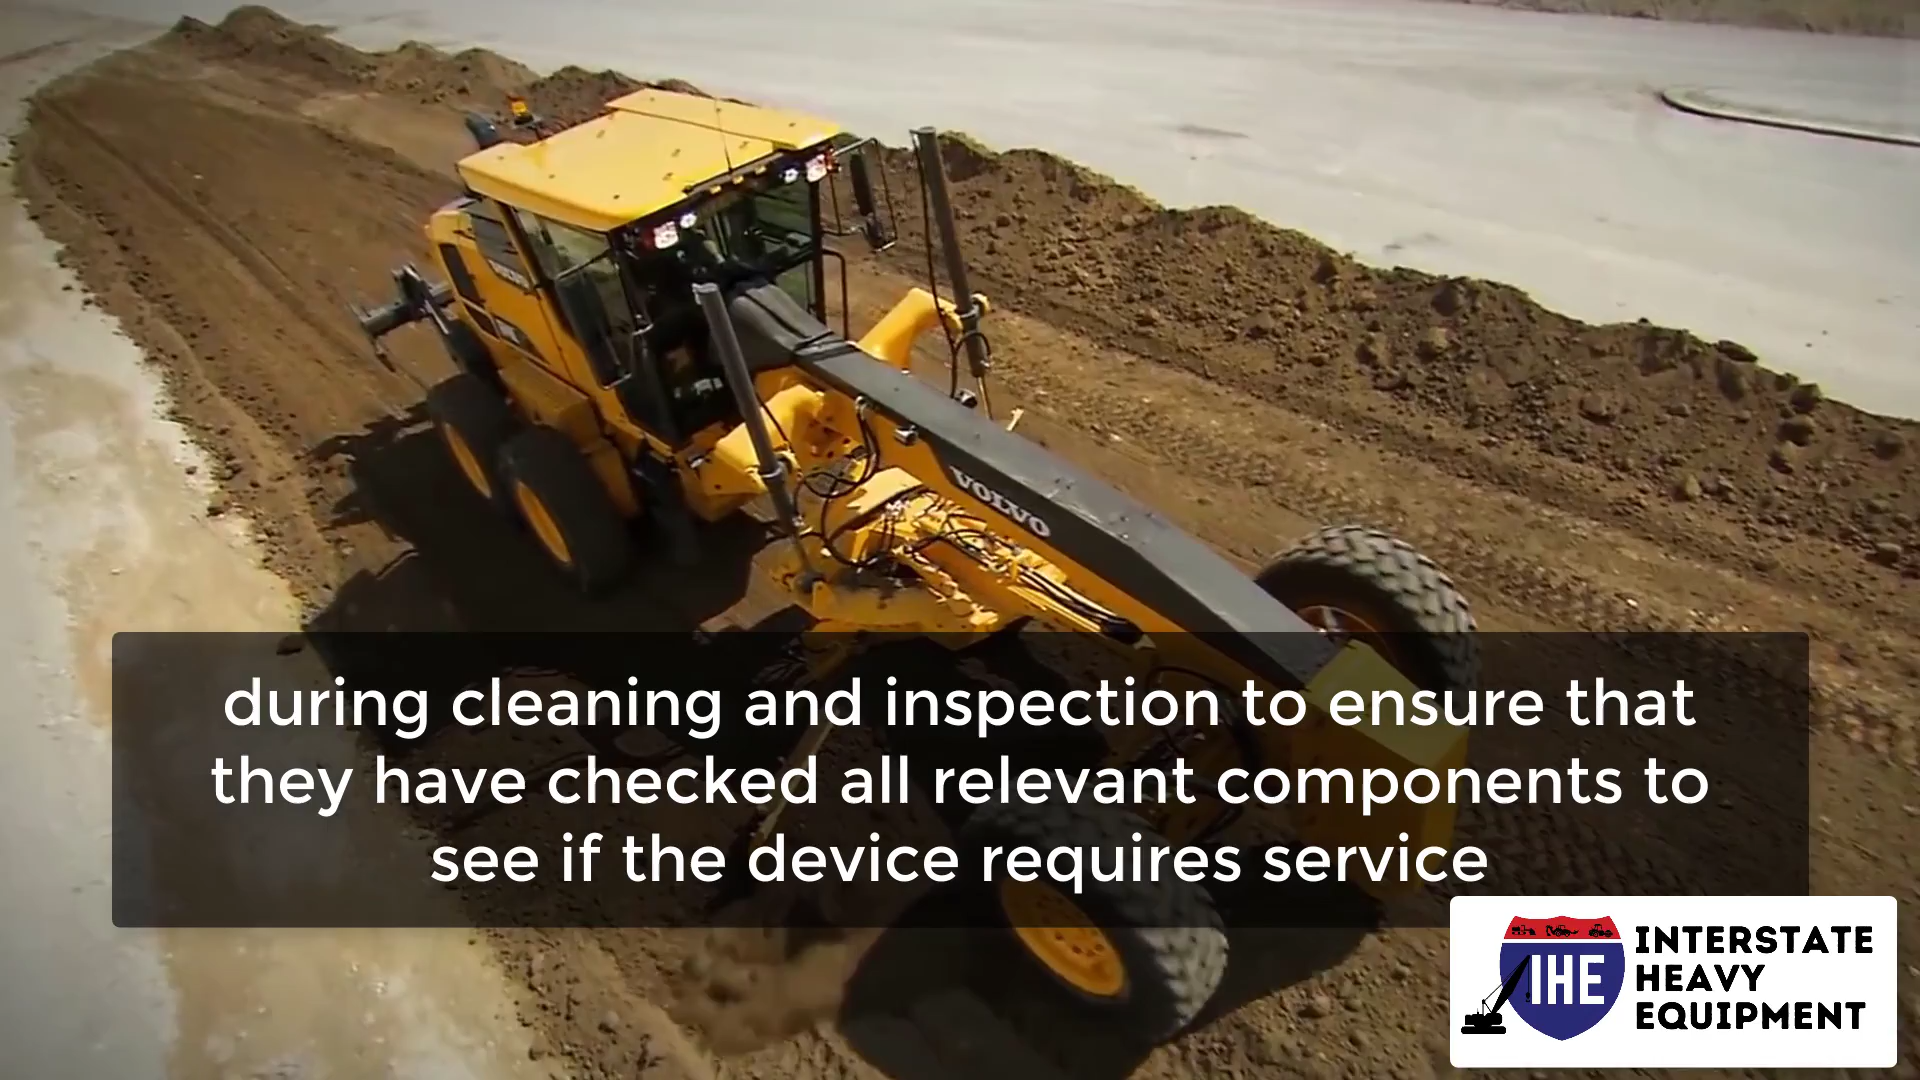 VOLVO
during cleaning and inspection to ensure that
they have checked all relevant components to
see if the device requires service
IHE
INTERSTATE
HEAVY
EQUIPMENT